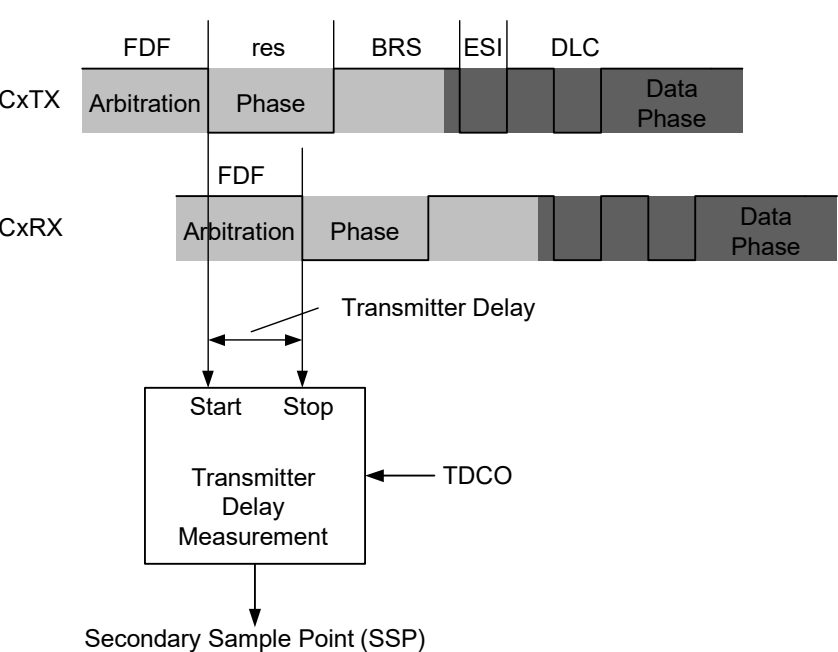 FDF res BRS ESI DLC
CxTX Arbitration Phase Data
Phase
FDF
CxRX Arbitration Phase Data
Phase
Transmitter Delay
Start Stop
Transmitter
Delay
Measurement
TDCO
Secondary Sample Point (SSP)